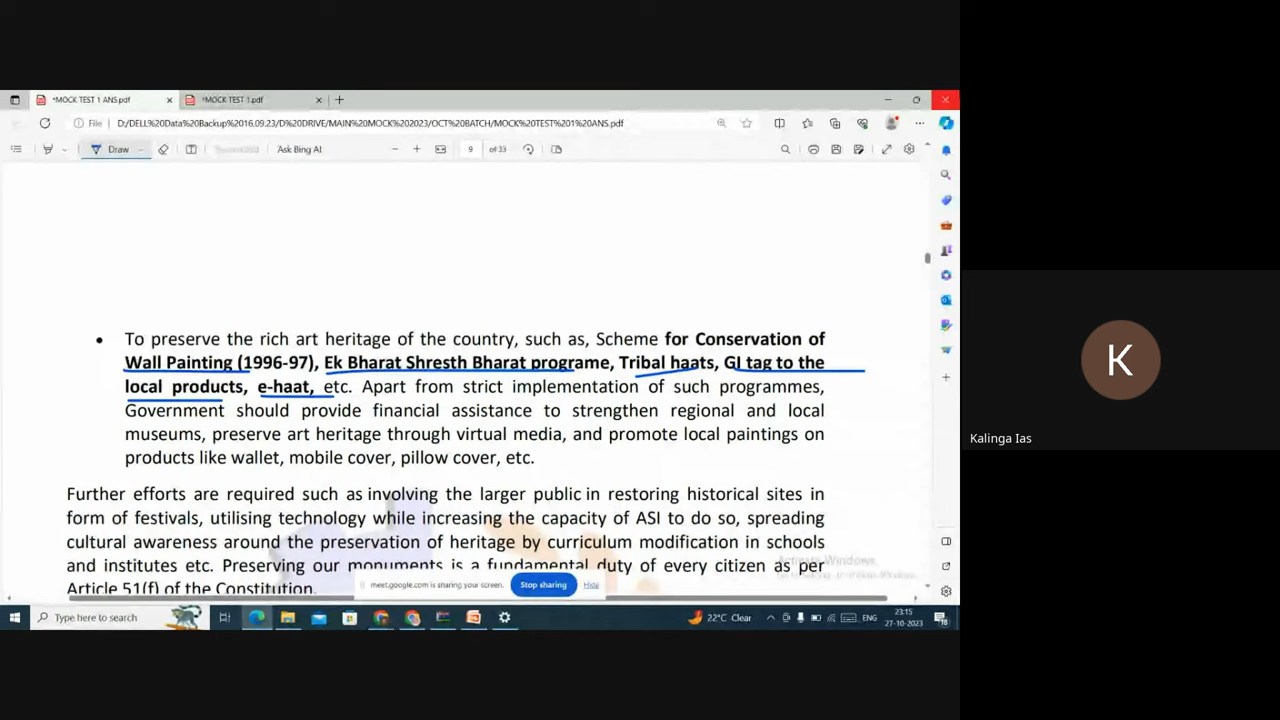 *MOCK TEST 1 ANS.pdf
*MOCK TEST 1.pdf
File
D:/DELL%20Data%20Backup%2016.09.23/D%20DRIVE/MAIN%20MOCK%202023/OCT%20BATCH/MOCK%20TEST%201%20ANS.pdf
Draw
Ask Bing AI
9
of 33
• To preserve the rich art heritage of the country, such as, Scheme for Conservation of
Wall Painting (1996-97), Ek Bharat Shresth Bharat programe, Tribal haats, GI tag to the
local products, e-haat, etc. Apart from strict implementation of such programmes,
Government should provide financial assistance to strengthen regional and local
museums, preserve art heritage through virtual media, and promote local paintings on
products like wallet, mobile cover, pillow cover, etc.
Further efforts are required such as involving the larger public in restoring historical sites in
form of festivals, utilising technology while increasing the capacity of ASI to do so, spreading
cultural awareness around the preservation of heritage by curriculum modification in schools
and institutes etc. Preserving our monuments is a fundamental duty of every citizen as per
Article 51(f) of the Constitution.
Activate Windows
meet.google.com is sharing your screen.
Stop sharing
Hide
Type here to search
22°C Clear
ENG
23:15
27-10-2023
K
Kalinga Ias